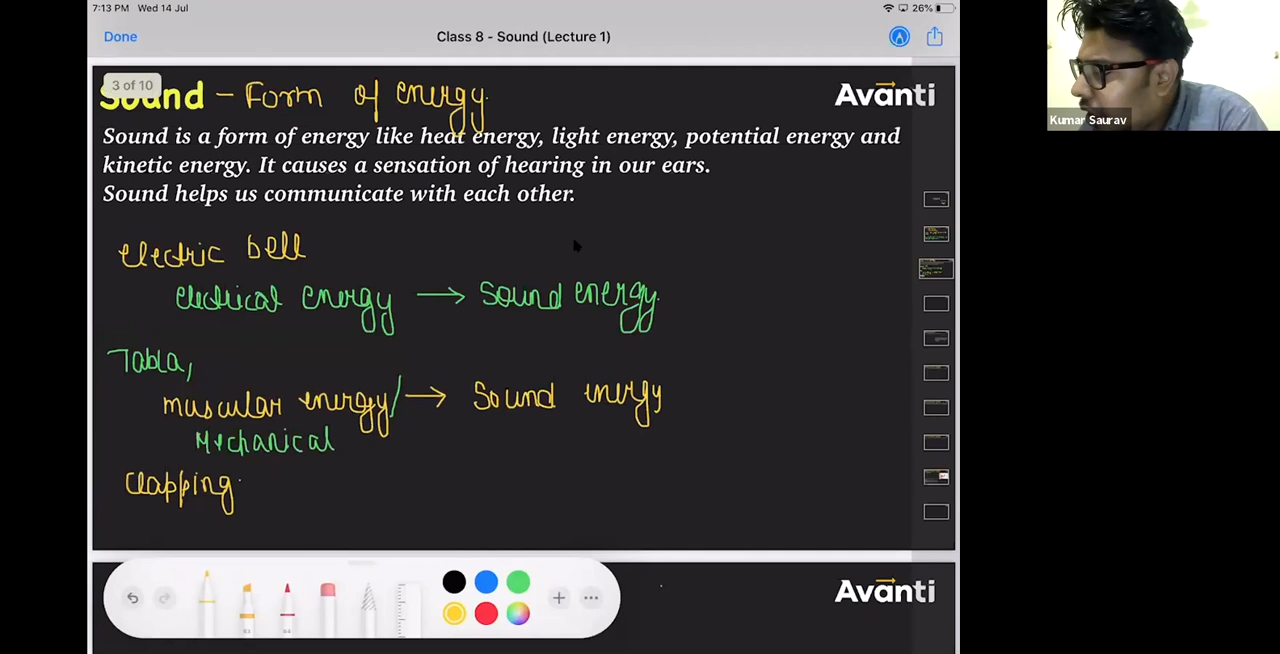 7:13 PM Wed 14 Jul
26%
Done
Class 8 - Sound (Lecture 1)
3 of 10
Sound - Form of energy.
Avanti
Sound is a form of energy like heat energy, light energy, potential energy and
kinetic energy. It causes a sensation of hearing in our ears.
Sound helps us communicate with each other.
electric bell
electrical energy → Sound energy.
Tabla,
muscular energy/ → Sound energy
Mechanical
Clapping.
Avanti
Kumar Saurav